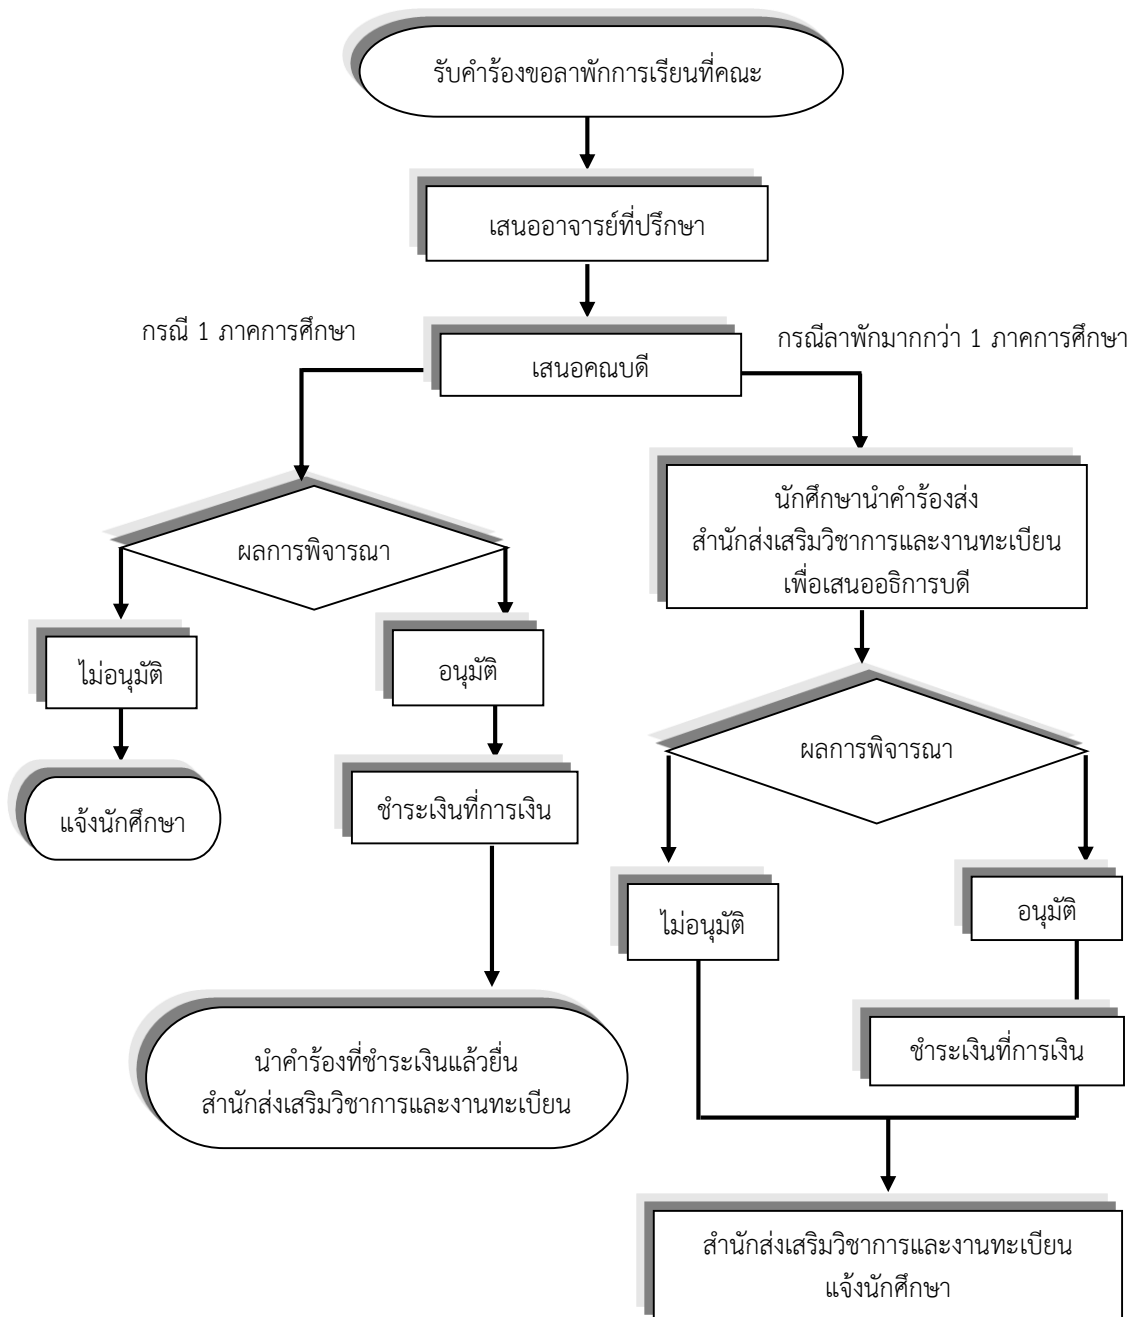 รับคำร้องขอลาพักการเรียนที่คณะ
เสนออาจารย์ที่ปรึกษา
กรณี 1 ภาคการศึกษา
กรณีลาพักมากกว่า 1 ภาคการศึกษา
เสนอคณบดี
ผลการพิจารณา
ไม่อนุมัติ
อนุมัติ
แจ้งนักศึกษา
ชำระเงินที่การเงิน
นำคำร้องที่ชำระเงินแล้วยื่น
สำนักส่งเสริมวิชาการและงานทะเบียน
นักศึกษานำคำร้องส่ง
สำนักส่งเสริมวิชาการและงานทะเบียน
เพื่อเสนออธิการบดี
ผลการพิจารณา
ไม่อนุมัติ
อนุมัติ
ชำระเงินที่การเงิน
สำนักส่งเสริมวิชาการและงานทะเบียน
แจ้งนักศึกษา